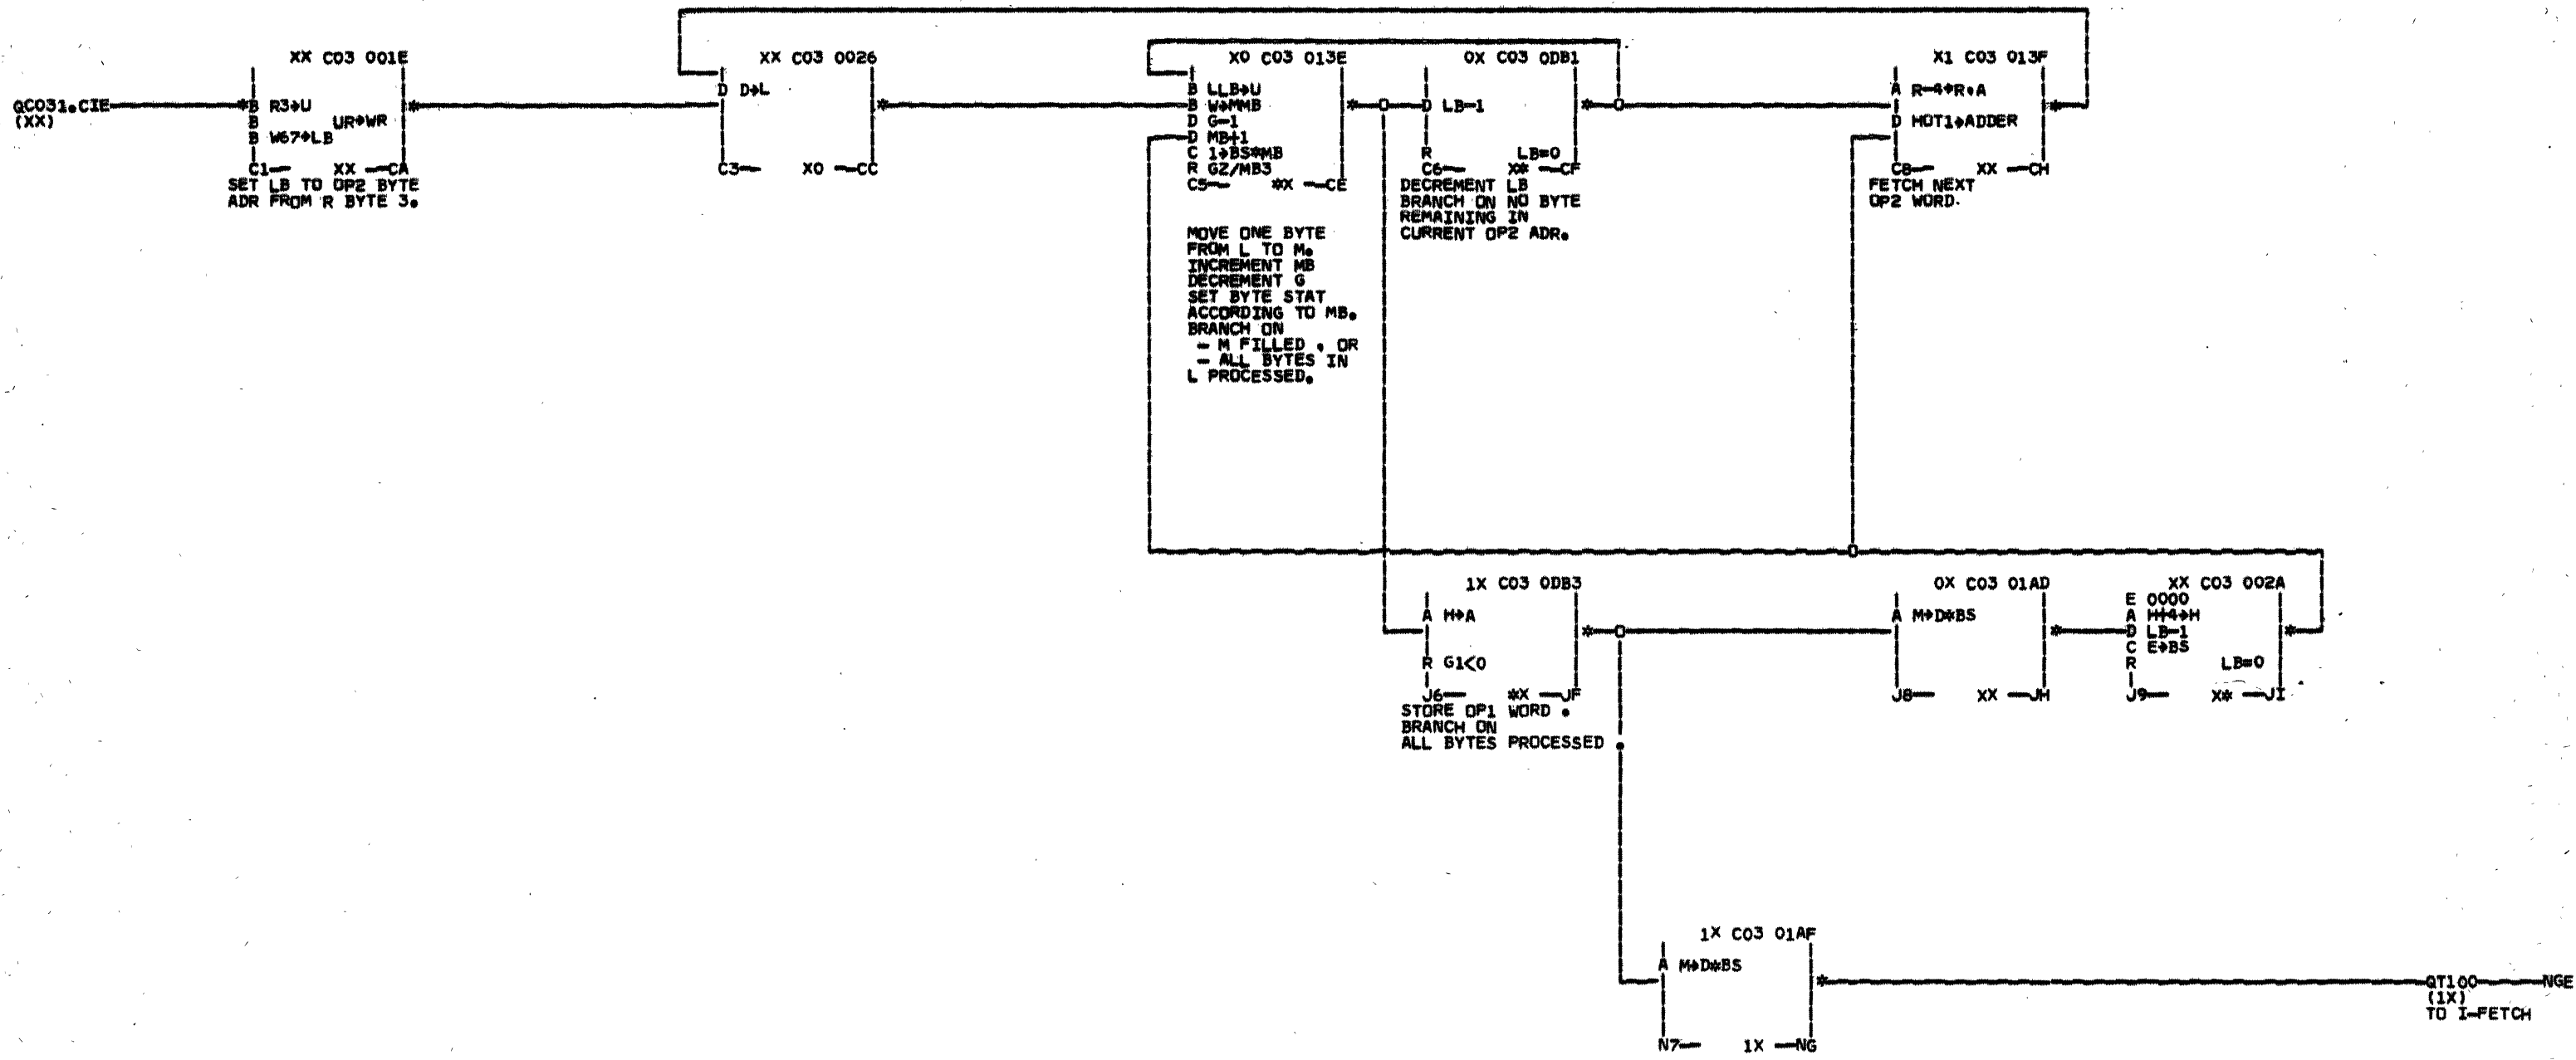 QC031.CIE
(XX)
XX C03 001E
B R3→U
B UR→WR
B W67→LB
C1— XX —CA
SET LB TO OP2 BYTE
ADR FROM R BYTE 3.
XX C03 0026
D D→L
C3— X0 —CC
X0 C03 013E
B LLB→U
B W→MMB
D G-1
D MB+1
C 1→BS*MB
R GZ/MB3
C5— *X —CE
MOVE ONE BYTE
FROM L TO M.
INCREMENT MB
DECREMENT G
SET BYTE STAT
ACCORDING TO MB.
BRANCH ON
- M FILLED , OR
- ALL BYTES IN
L PROCESSED.
0X C03 0DB1
D LB-1
R LB=0
C6— X* —CF
DECREMENT LB
BRANCH ON NO BYTE
REMAINING IN
CURRENT OP2 ADR.
X1 C03 013F
A R-4→R.A
D HOT1→ADDER
C8— XX —CH
FETCH NEXT
OP2 WORD.
1X C03 0DB3
A H→A
R G1<0
J6— *X —JF
STORE OP1 WORD .
BRANCH ON
ALL BYTES PROCESSED .
0X C03 01AD
A M→D*BS
J8— XX —JH
XX C03 002A
E 0000
A H+4→H
D LB-1
C E→BS
R LB=0
J9— X* —JI
1X C03 01AF
A M→D*BS
N7— 1X —NG
QT100 NGE
(1X)
TO I-FETCH